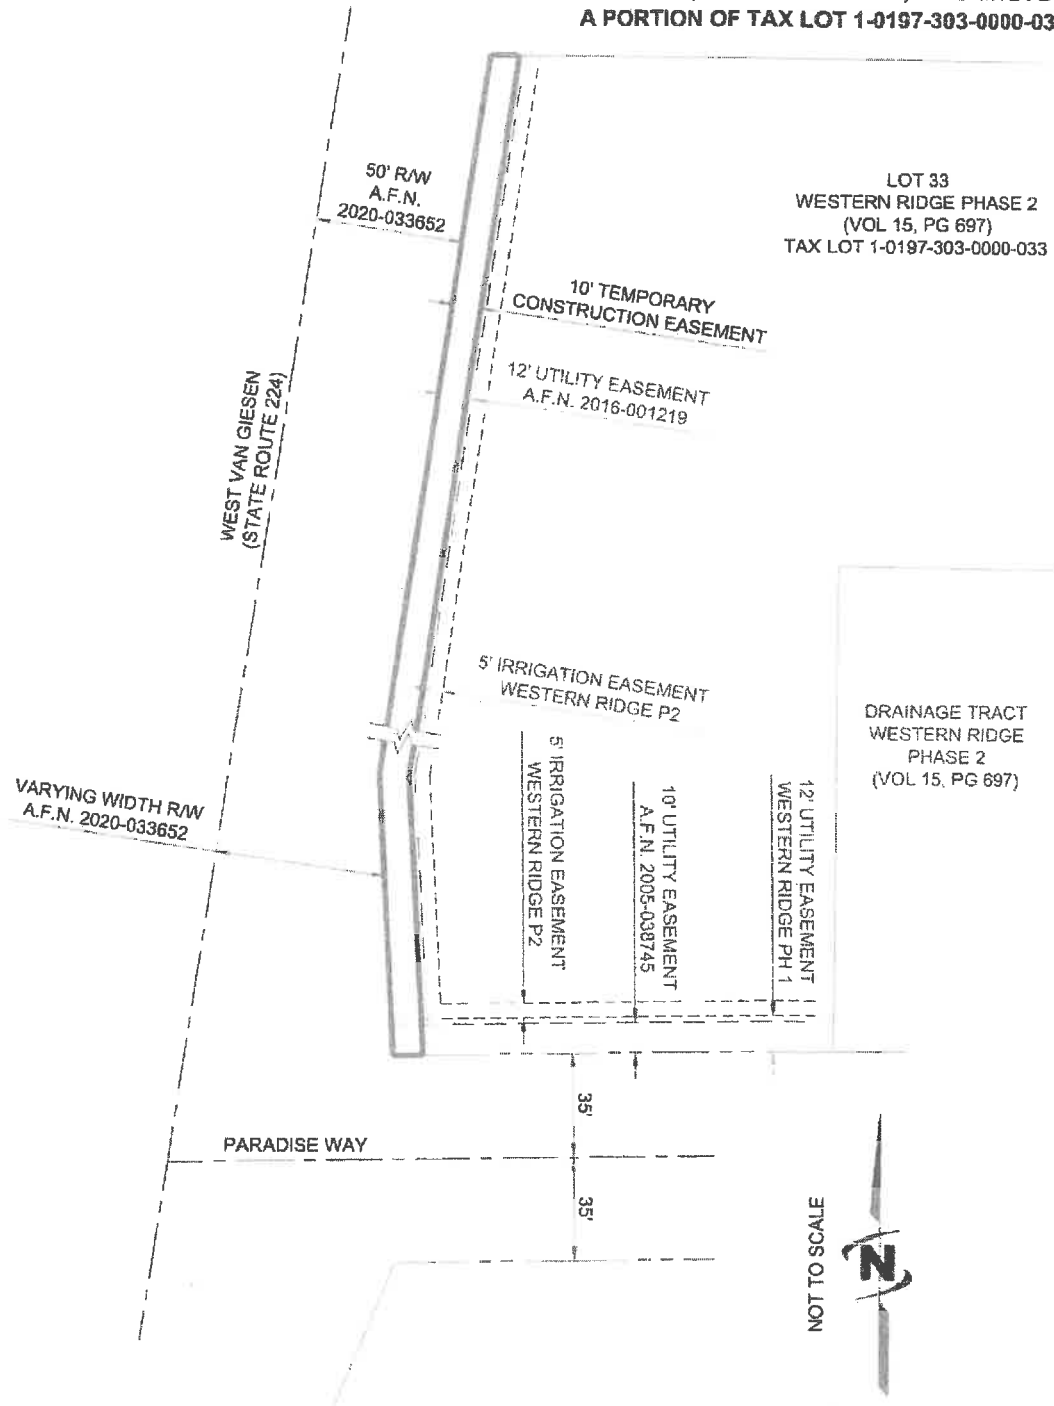 A PORTION OF TAX LOT 1-0197-303-0000-03
50' R/W
A.F.N.
2020-033652
LOT 33
WESTERN RIDGE PHASE 2
(VOL 15, PG 697)
TAX LOT 1-0197-303-0000-033
10' TEMPORARY
CONSTRUCTION EASEMENT
12' UTILITY EASEMENT
A.F.N. 2016-001219
WEST VAN GIESEN
(STATE ROUTE 224)
5' IRRIGATION EASEMENT
WESTERN RIDGE P2
DRAINAGE TRACT
WESTERN RIDGE
PHASE 2
(VOL 15, PG 697)
VARYING WIDTH R/W
A.F.N. 2020-033652
5' IRRIGATION EASEMENT
WESTERN RIDGE P2
10' UTILITY EASEMENT
A.F.N. 2005-038745
12' UTILITY EASEMENT
WESTERN RIDGE PH 1
35'
PARADISE WAY
35'
NOT TO SCALE
N